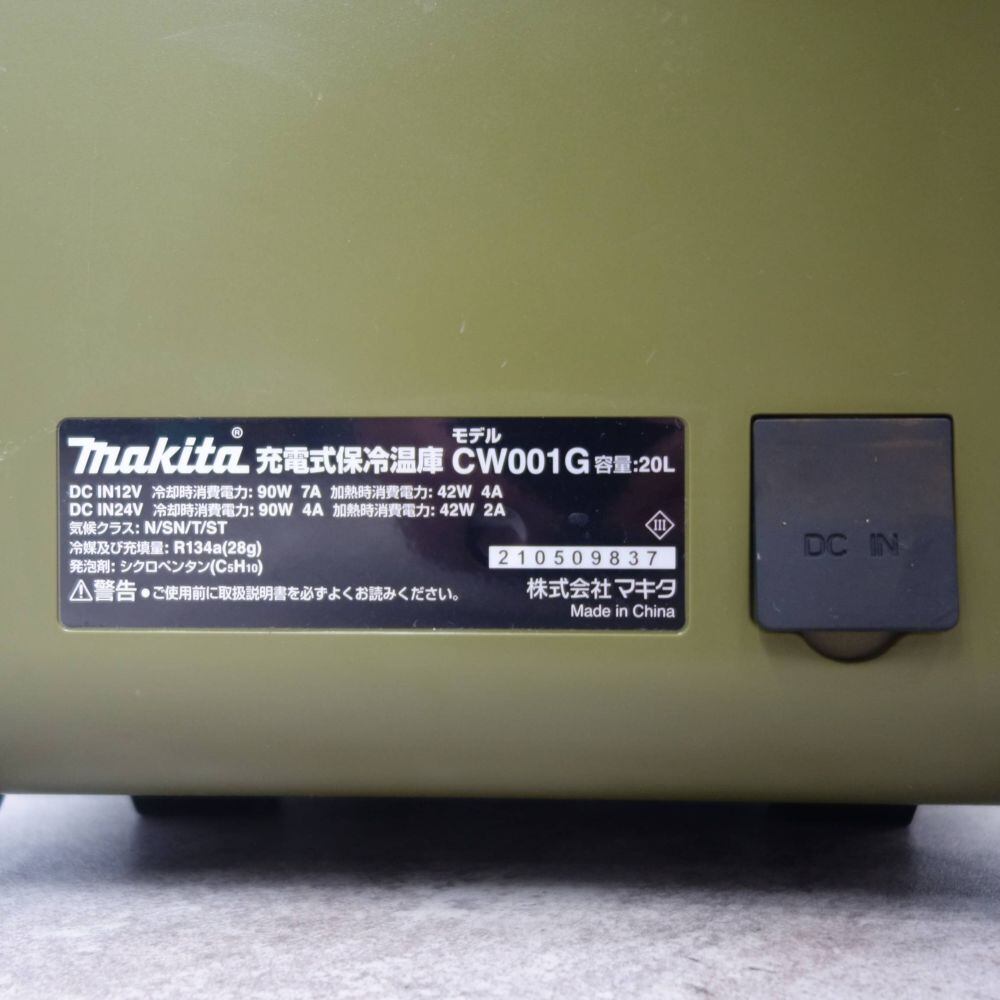 makita® 充電式保冷温庫 モデル CW001G 容量:20L
DC IN12V 冷却時消費電力: 90W 7A 加熱時消費電力: 42W 4A
DC IN24V 冷却時消費電力: 90W 4A 加熱時消費電力: 42W 2A
気候クラス: N/SN/T/ST
冷媒及び充填量: R134a(28g)
発泡剤: シクロペンタン(C5H10)
III
210509837
⚠警告 ●ご使用前に取扱説明書を必ずよくお読みください。
株式会社 マキタ
Made in China
DC IN